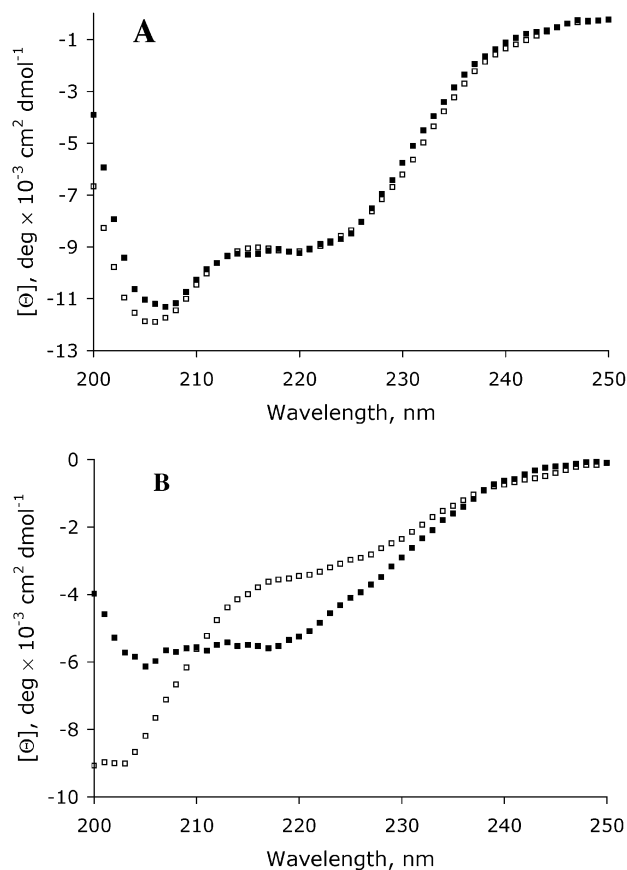 A
-1
-3
-5
-7
-9
-11
-13
[Θ], deg × 10⁻³ cm² dmol⁻¹
200 210 220 230 240 250
Wavelength, nm
B
0
-2
-4
-6
-8
-10
[Θ], deg × 10⁻³ cm² dmol⁻¹
200 210 220 230 240 250
Wavelength, nm